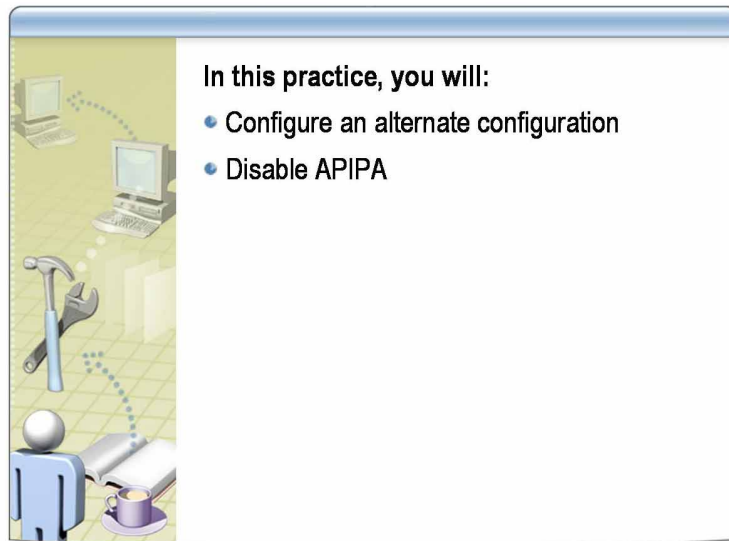 In this practice, you will:
Configure an alternate configuration
Disable APIPA